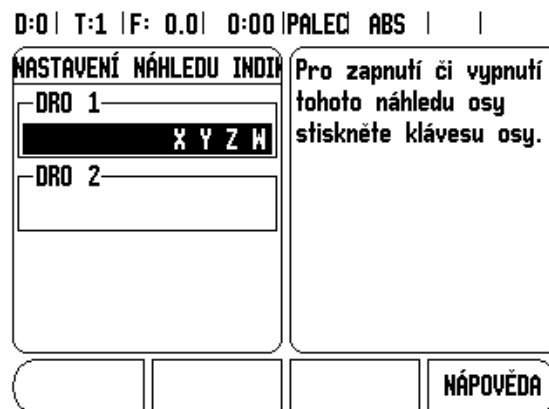 D:0 T:1 F: 0.0 0:00 PALEC ABS
NASTAVENÍ NÁHLEDU INDI
DRO 1
X Y Z W
DRO 2
Pro zapnutí či vypnutí
tohoto náhledu osy
stiskněte klávesu osy.
NÁPOVĚDA